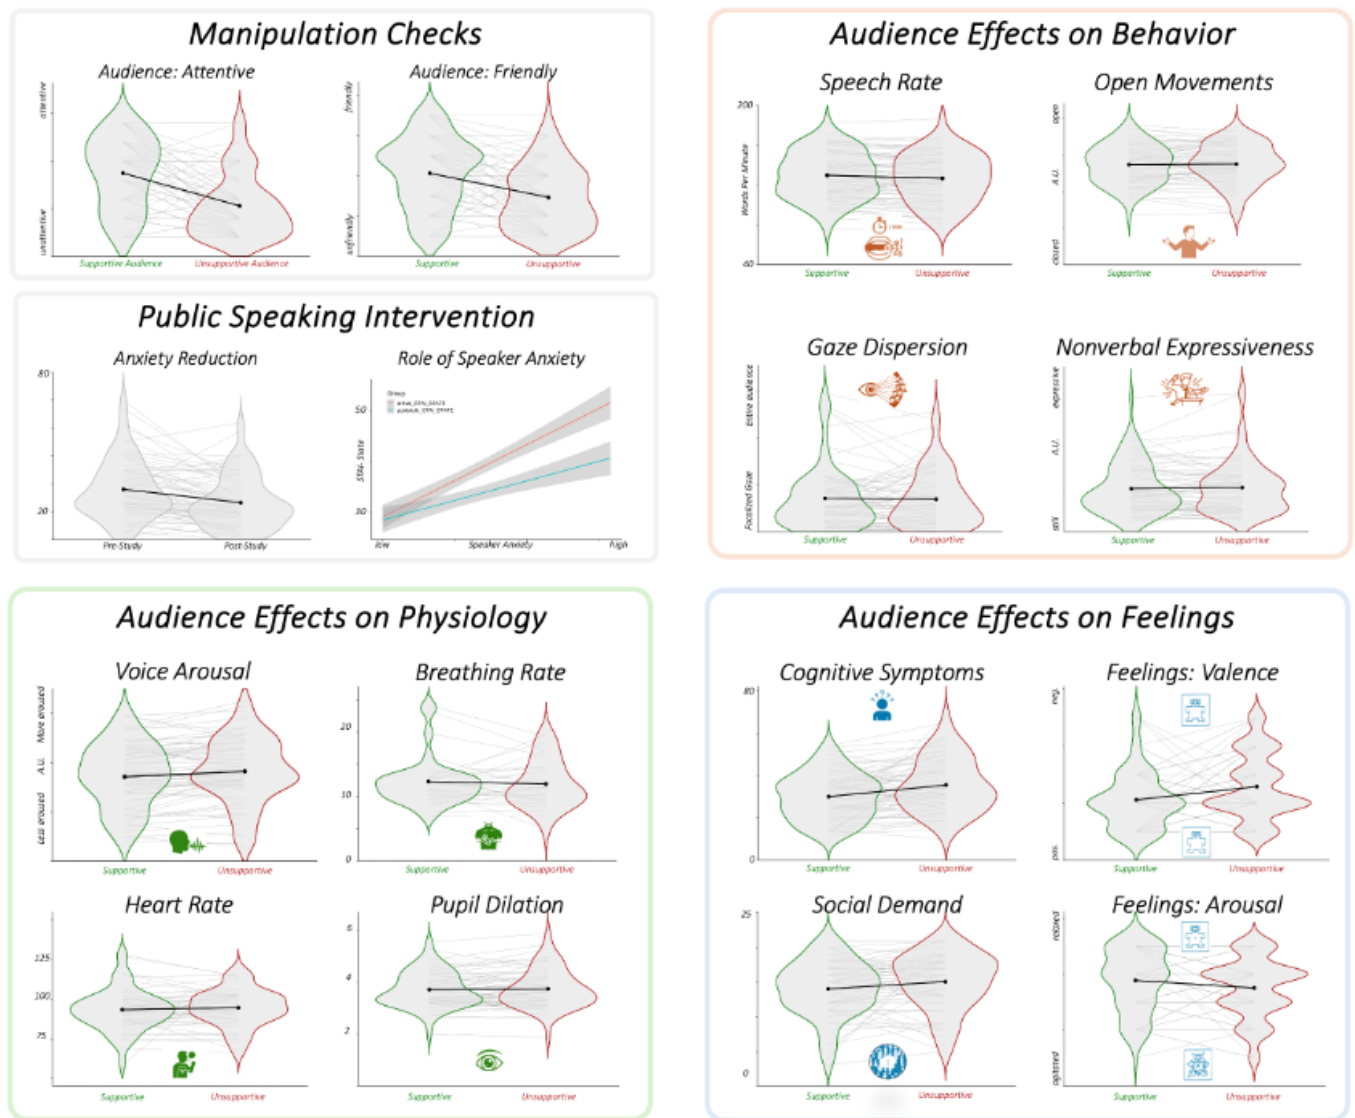 Manipulation Checks
Audience: Attentive
Audience: Friendly
attentive
unattentive
Supportive Audience
Unsupportive Audience
friendly
unfriendly
Supportive
Unsupportive
Public Speaking Intervention
Anxiety Reduction
Role of Speaker Anxiety
80
20
Pre-Study
Post-Study
50
30
STAI- State
Group
low
Speaker Anxiety
high
Audience Effects on Behavior
Speech Rate
Open Movements
200
Words Per Minute
60
Supportive
Unsupportive
open
A.U.
closed
Supportive
Unsupportive
Gaze Dispersion
Nonverbal Expressiveness
Entire audience
Focalized Gaze
Supportive
Unsupportive
expressive
A.U.
still
Supportive
Unsupportive
Audience Effects on Physiology
Voice Arousal
Breathing Rate
More aroused
A.U.
Less aroused
Supportive
Unsupportive
20
10
0
Supportive
Unsupportive
Heart Rate
Pupil Dilation
125
100
75
Supportive
Unsupportive
6
4
2
Supportive
Unsupportive
Audience Effects on Feelings
Cognitive Symptoms
Feelings: Valence
80
0
Supportive
Unsupportive
neg.
pos.
Supportive
Unsupportive
Social Demand
Feelings: Arousal
25
0
Supportive
Unsupportive
relaxed
agitated
Supportive
Unsupportive